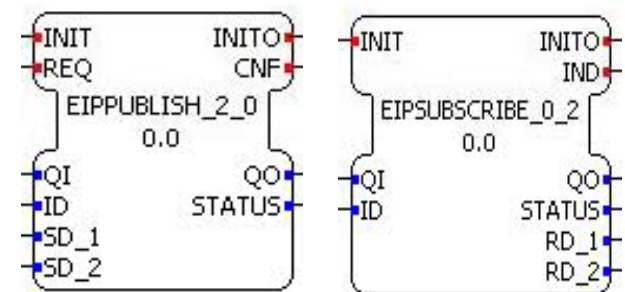 INIT INITO
REQ CNF
EIPPUBLISH_2_0
0.0
QI QO
ID STATUS
SD_1
SD_2
INIT INITO
IND
EIPSUBSCRIBE_0_2
0.0
QI QO
ID STATUS
RD_1
RD_2